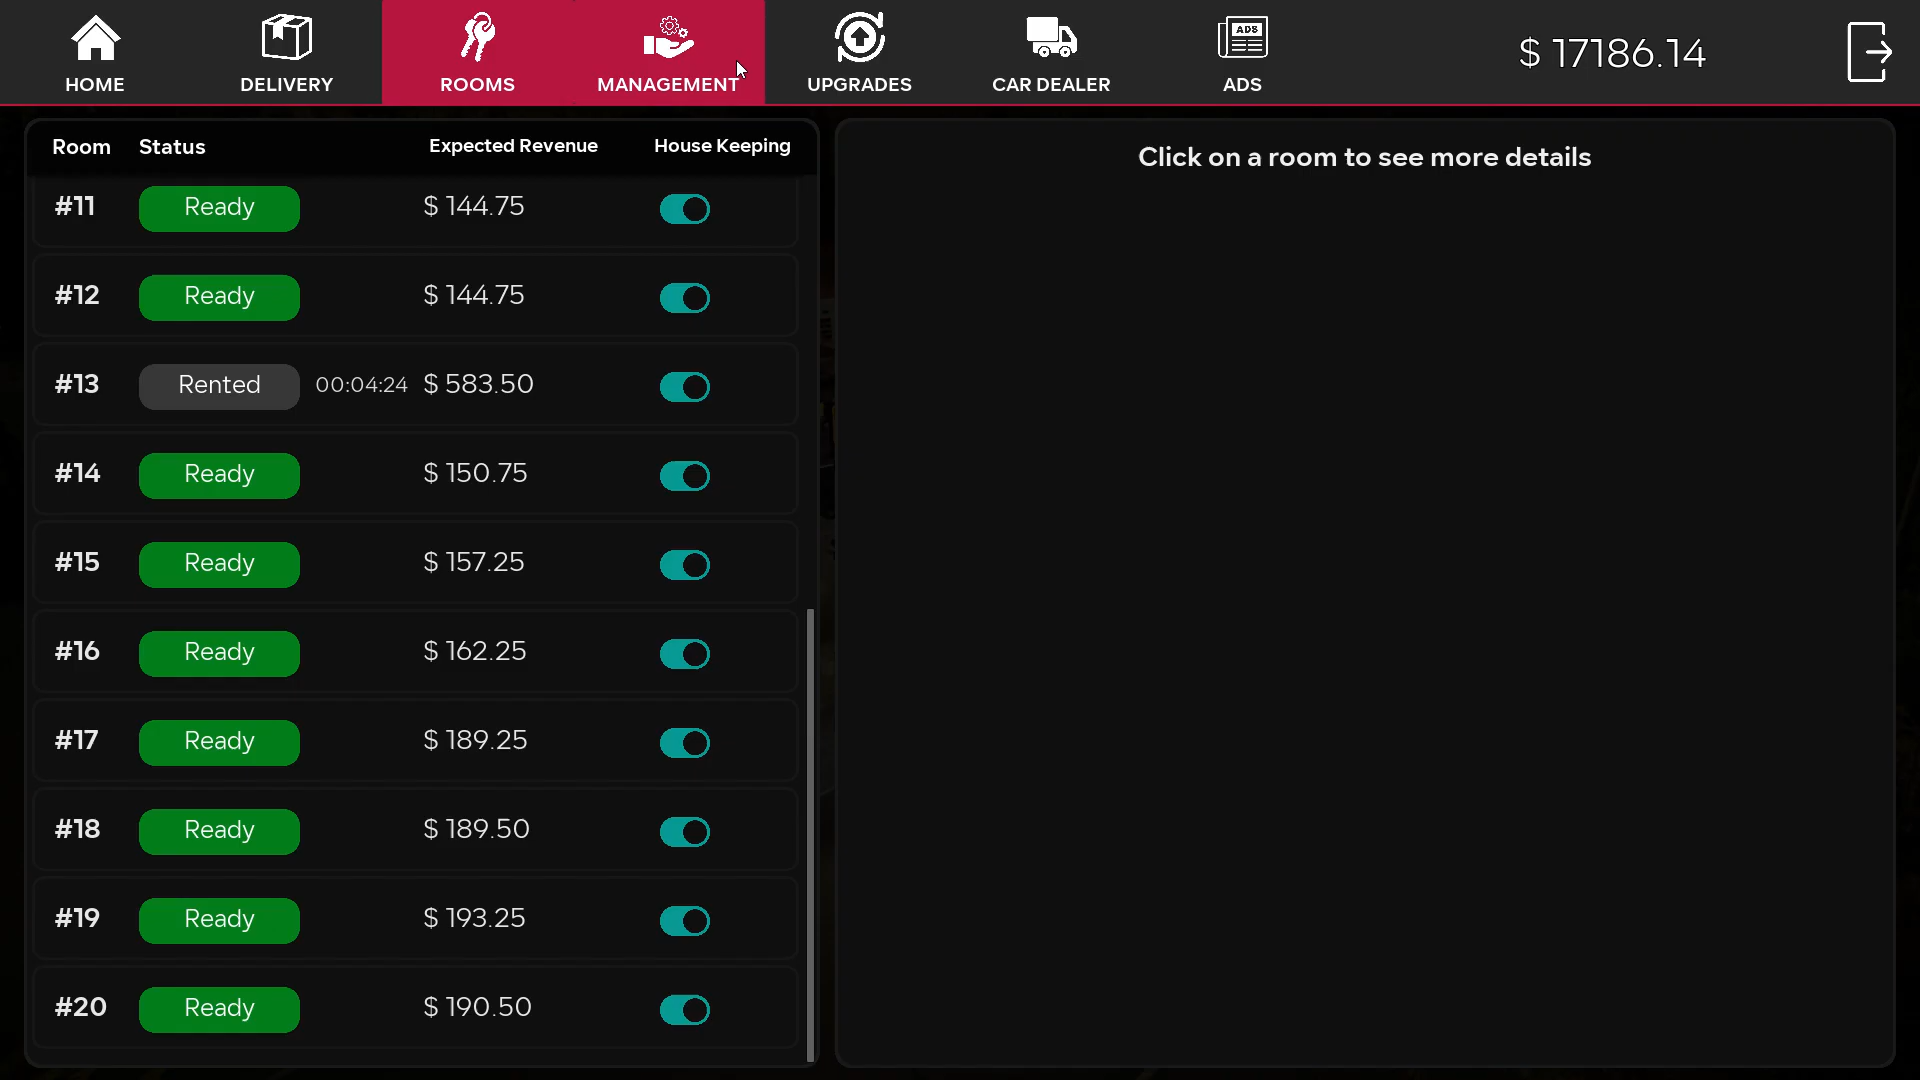 HOME
DELIVERY
ROOMS
MANAGEMENT
UPGRADES
CAR DEALER
ADS
ADS
$ 17186.14
Room Status Expected Revenue House Keeping
#11 Ready $ 144.75
#12 Ready $ 144.75
#13 Rented 00:04:24 $ 583.50
#14 Ready $ 150.75
#15 Ready $ 157.25
#16 Ready $ 162.25
#17 Ready $ 189.25
#18 Ready $ 189.50
#19 Ready $ 193.25
#20 Ready $ 190.50
Click on a room to see more details